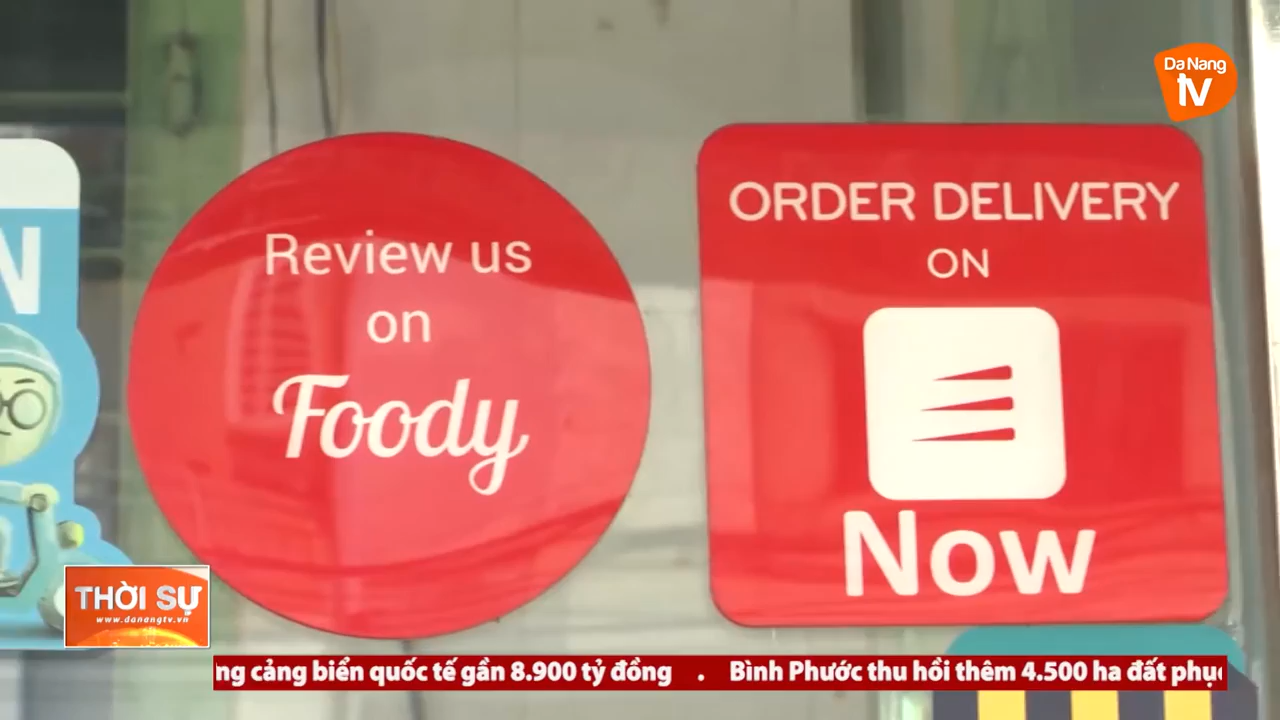 Da Nang
tv
N
Review us
on
Foody
ORDER DELIVERY
ON
Now
THỜI SỰ
www.danangtv.vn
ng cảng biển quốc tế gần 8.900 tỷ đồng . Bình Phước thu hồi thêm 4.500 ha đất phục